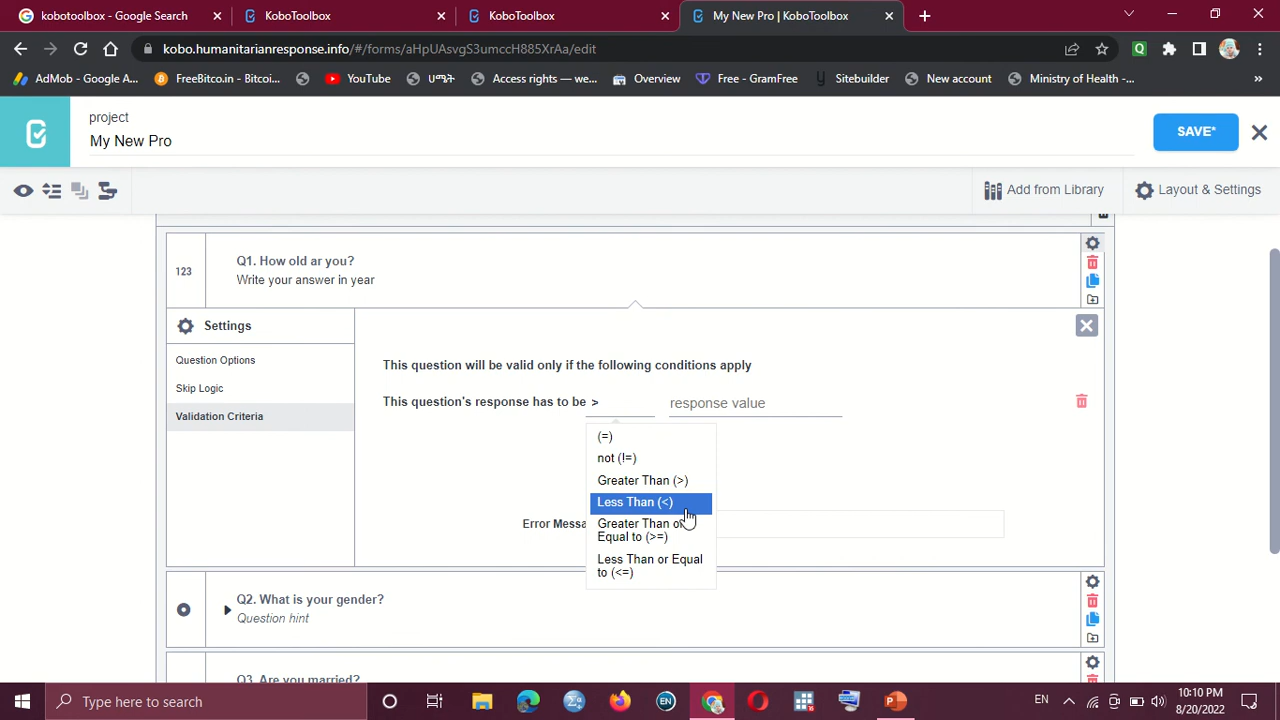 kobotoolbox - Google Search
KoboToolbox
KoboToolbox
My New Pro | KoboToolbox
kobo.humanitarianresponse.info/#/forms/aHpUAsvgS3umccH885XrAa/edit
AdMob - Google A...
FreeBitco.in - Bitcoi...
YouTube
Access rights — we...
Overview
Free - GramFree
Sitebuilder
New account
Ministry of Health -...
»
project
My New Pro
SAVE*
Add from Library
Layout & Settings
123
Q1. How old ar you?
Write your answer in year
Settings
Question Options
Skip Logic
Validation Criteria
This question will be valid only if the following conditions apply
This question's response has to be >
response value
(=)
not (!=)
Greater Than (>)
Less Than (<)
Greater Than or
Equal to (>=)
Less Than or Equal
to (<=)
Error Messa
Q2. What is your gender?
Question hint
Q3. Are you married?
Type here to search
EN
EN
10:10 PM
8/20/2022